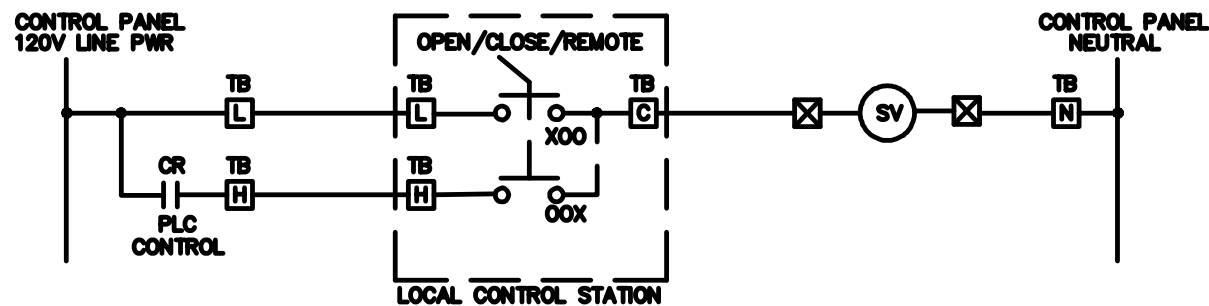 CONTROL PANEL
120V LINE PWR
OPEN/CLOSE/REMOTE
CONTROL PANEL
NEUTRAL
TB
TB
TB
TB
L
L
C
SV
N
XOO
CR
TB
TB
H
H
OOX
PLC
CONTROL
LOCAL CONTROL STATION